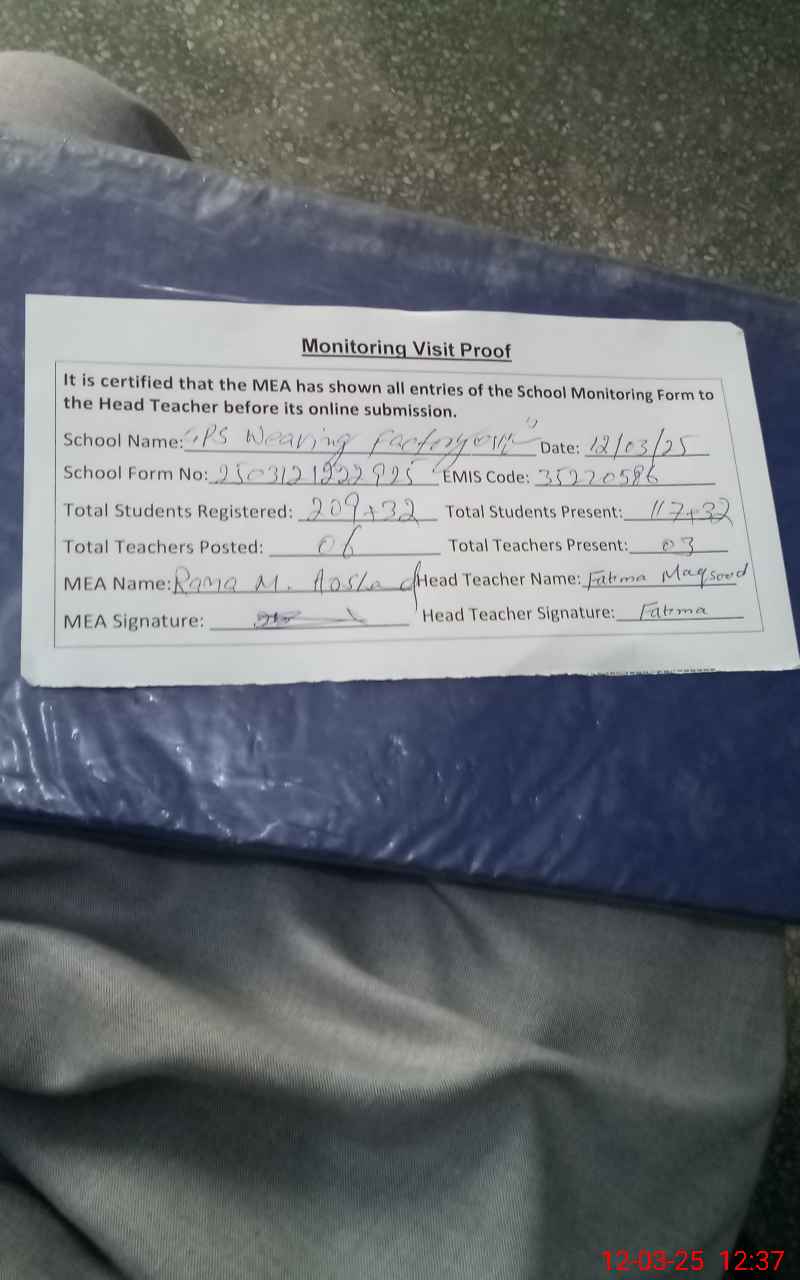 Monitoring Visit Proof
It is certified that the MEA has shown all entries of the School Monitoring Form to
the Head Teacher before its online submission.
School Name: GPS Weaving Factory Date: 12/03/25
School Form No: 2503121222925 EMIS Code: 35220586
Total Students Registered: 209+32 Total Students Present: 117+32
Total Teachers Posted: 06 Total Teachers Present: 03
MEA Name: Rana M. Head Teacher Name: Fatima Maqsood
MEA Signature: Head Teacher Signature: Fatima
12-03-25 12:37